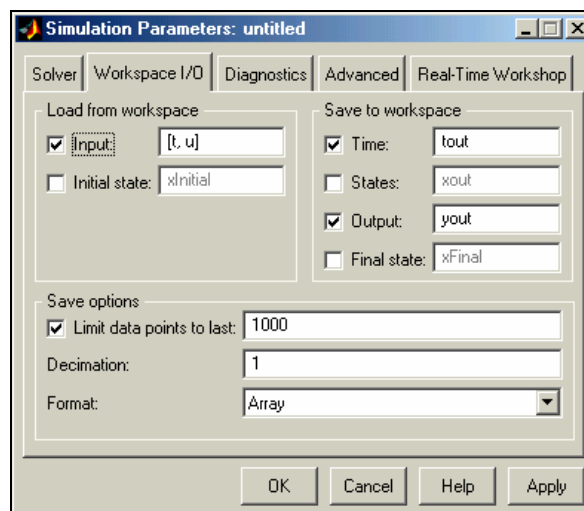 Simulation Parameters: untitled
Solver Workspace I/O Diagnostics Advanced Real-Time Workshop
Load from workspace
Input: [t, u]
Initial state: xInitial
Save to workspace
Time: tout
States: xout
Output: yout
Final state: xFinal
Save options
Limit data points to last: 1000
Decimation: 1
Format: Array
OK Cancel Help Apply